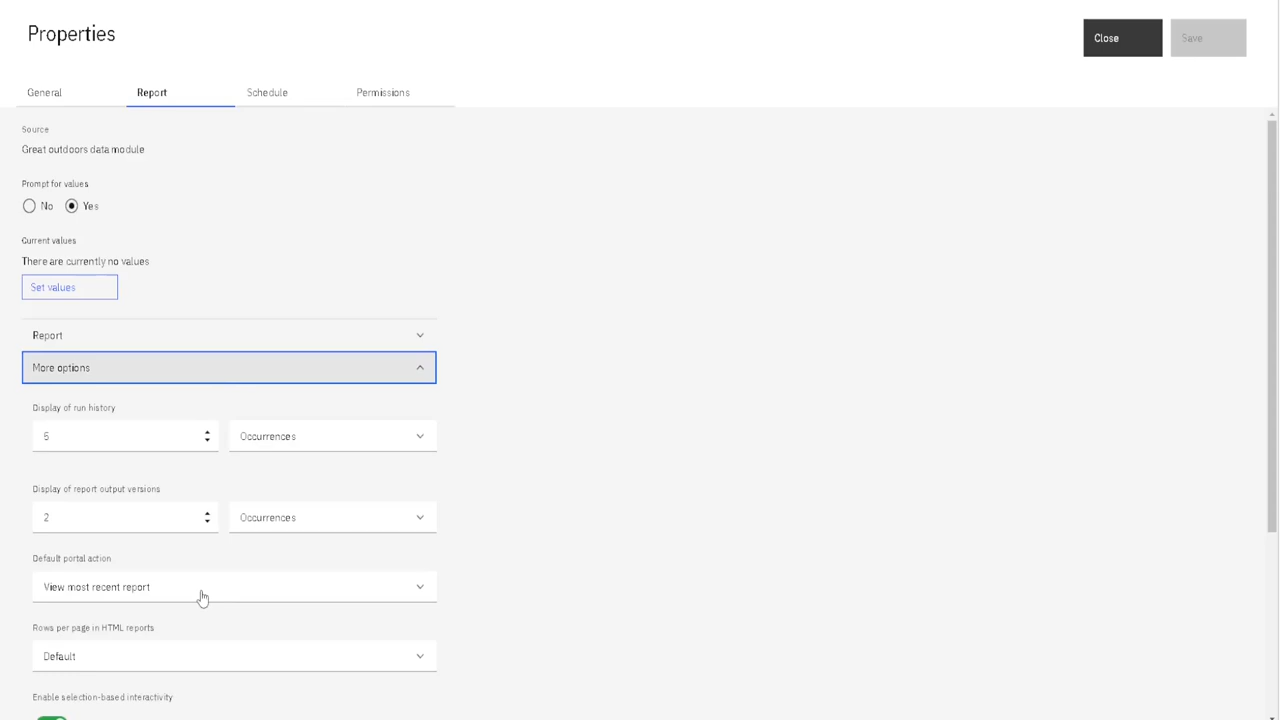 Properties
Close
Save
General
Report
Schedule
Permissions
Source
Great outdoors data module
Prompt for values
No
Yes
Current values
There are currently no values
Set values
Report
More options
Display of run history
5
Occurrences
Display of report output versions
2
Occurrences
Default portal action
View most recent report
Rows per page in HTML reports
Default
Enable selection-based interactivity